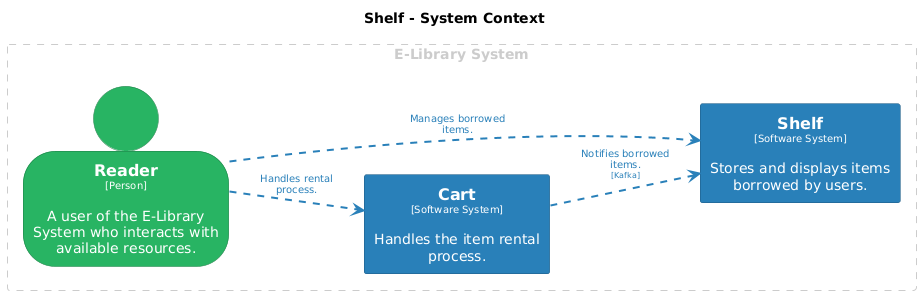 Shelf - System Context
E-Library System
Manages borrowed
items.
Shelf
[Software System]
Stores and displays items
borrowed by users.
Notifies borrowed
items.
[Kafka]
Reader
[Person]
A user of the E-Library
System who interacts with
available resources.
Handles rental
process.
Cart
[Software System]
Handles the item rental
process.